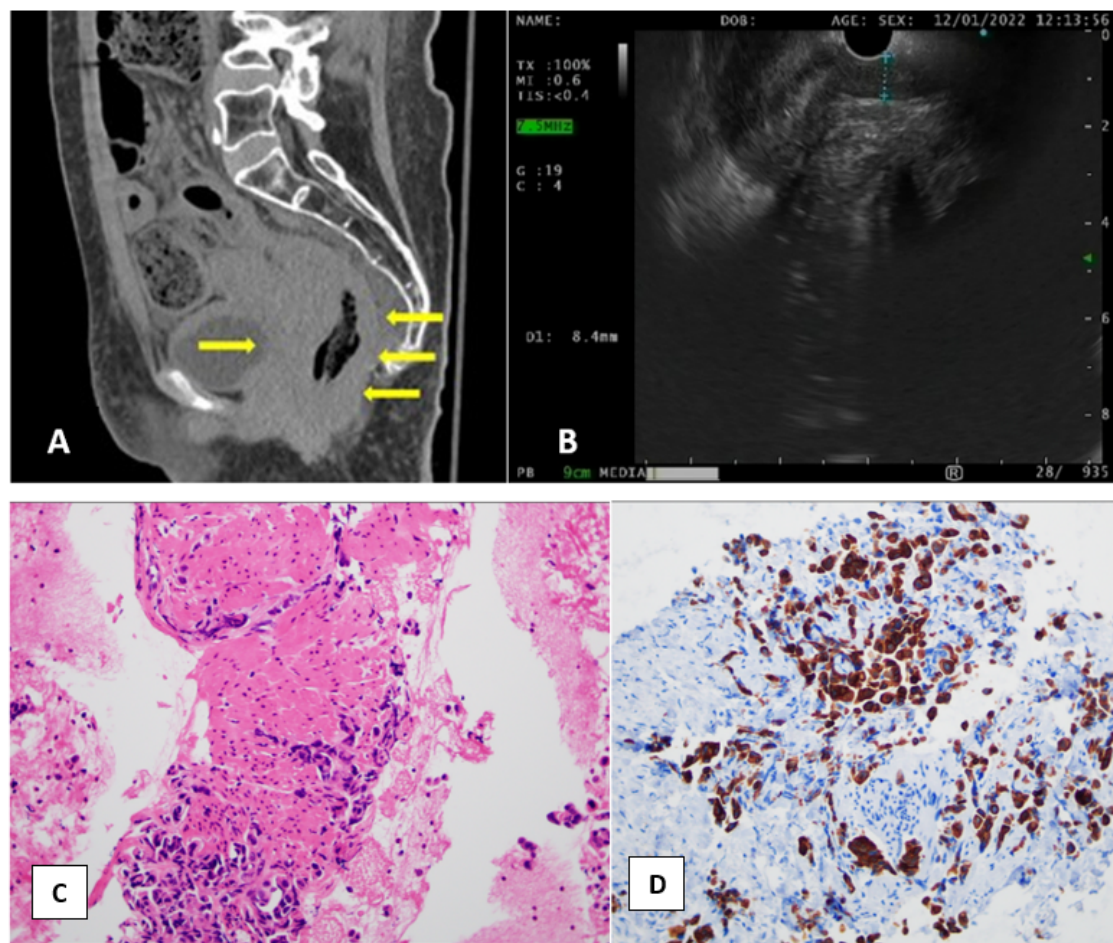 NAME: DOB: AGE: SEX: 12/01/2022 12:13:56
TX :100%
MI :0.6
TIS:<0.4
7.5MHz
G :19
C : 4
D1: 8.4mm
0
2
4
6
8
PB 9cm MEDIA R 28/ 935
A
B
C
D